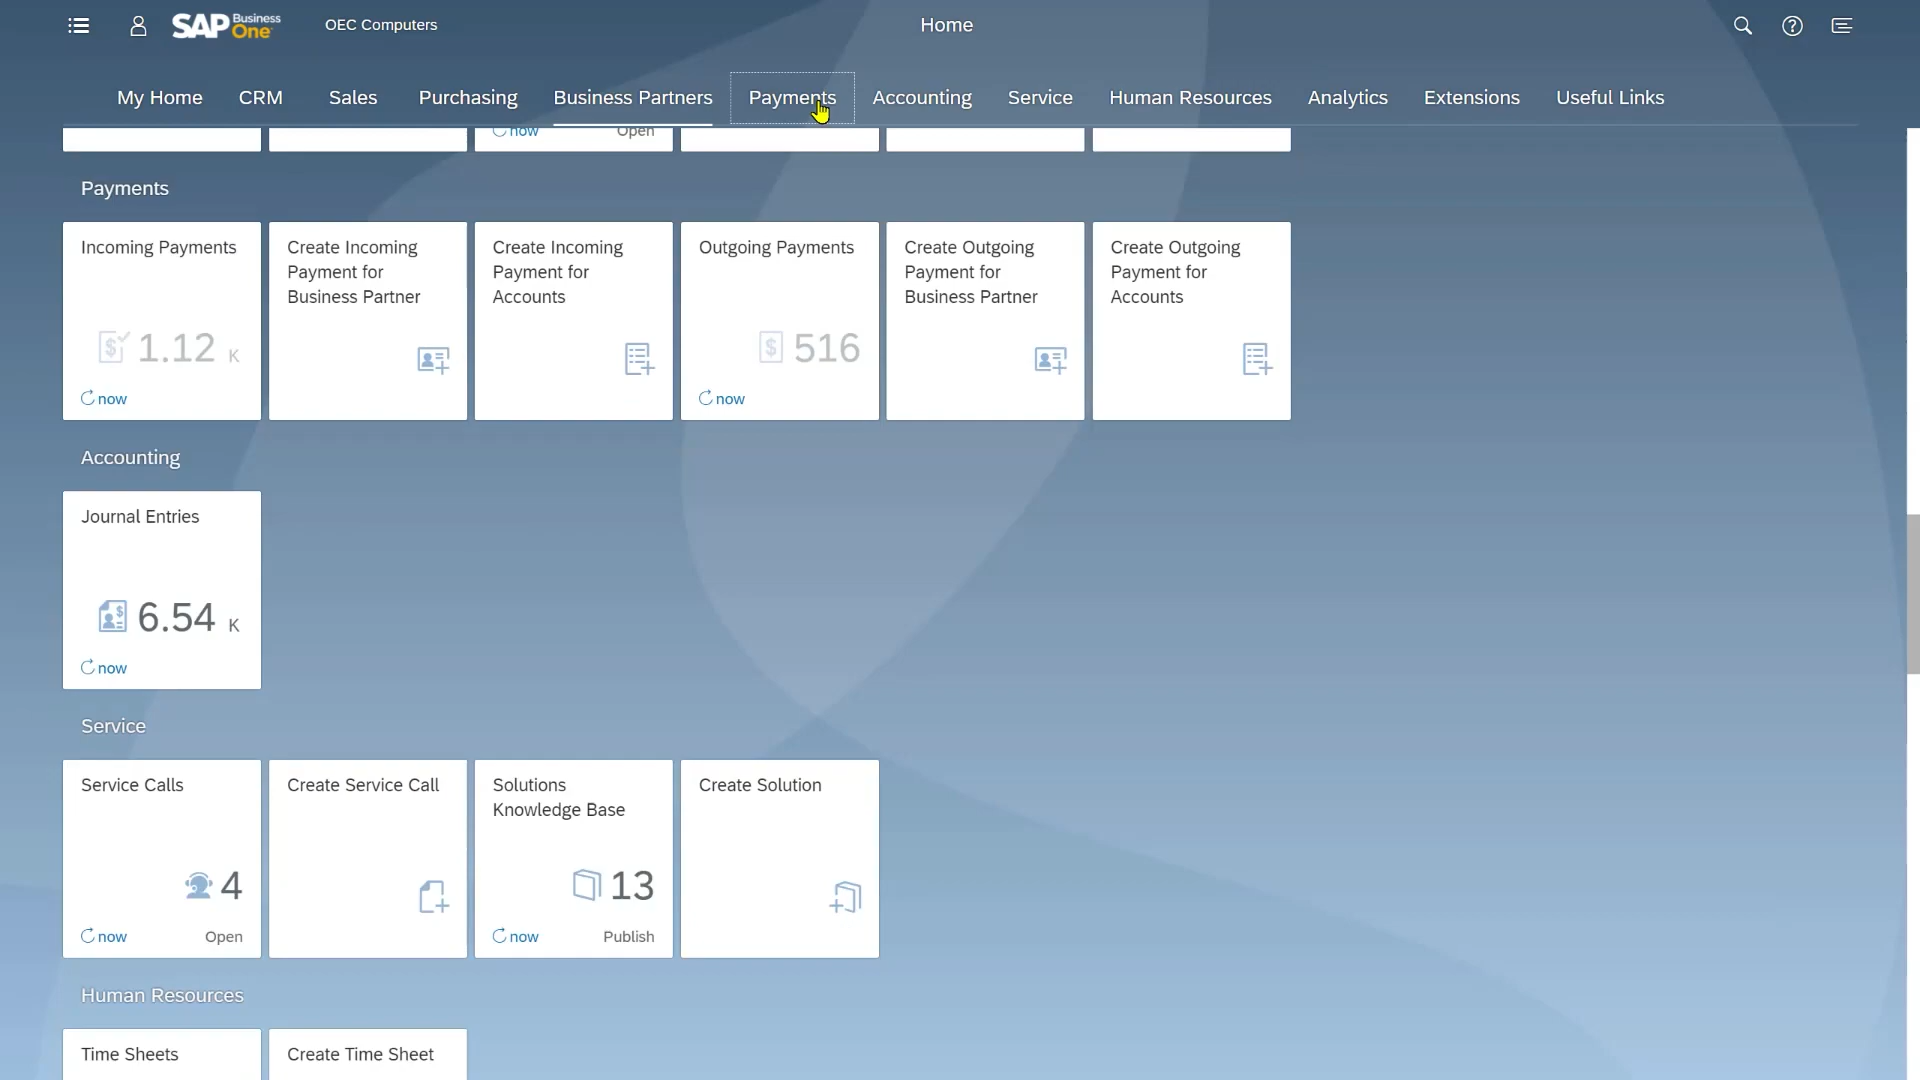 SAP Business One
OEC Computers
Home
My Home CRM Sales Purchasing Business Partners Payments Accounting Service Human Resources Analytics Extensions Useful Links
now Open
Payments
Incoming Payments
1.12 K
now
Create Incoming
Payment for
Business Partner
Create Incoming
Payment for
Accounts
Outgoing Payments
516
now
Create Outgoing
Payment for
Business Partner
Create Outgoing
Payment for
Accounts
Accounting
Journal Entries
6.54 K
now
Service
Service Calls
4
now Open
Create Service Call
Solutions
Knowledge Base
13
now Publish
Create Solution
Human Resources
Time Sheets
Create Time Sheet